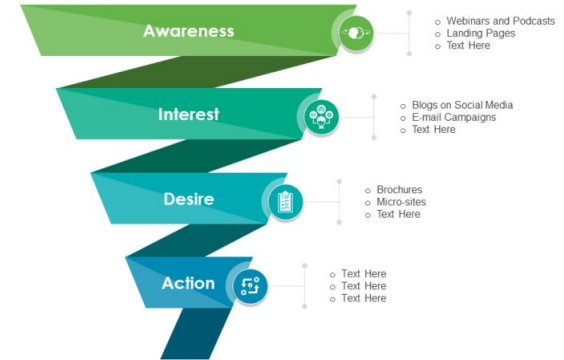 Awareness
Webinars and Podcasts
Landing Pages
Text Here
Interest
Blogs on Social Media
E-mail Campaigns
Text Here
Desire
Brochures
Micro-sites
Text Here
Action
Text Here
Text Here
Text Here